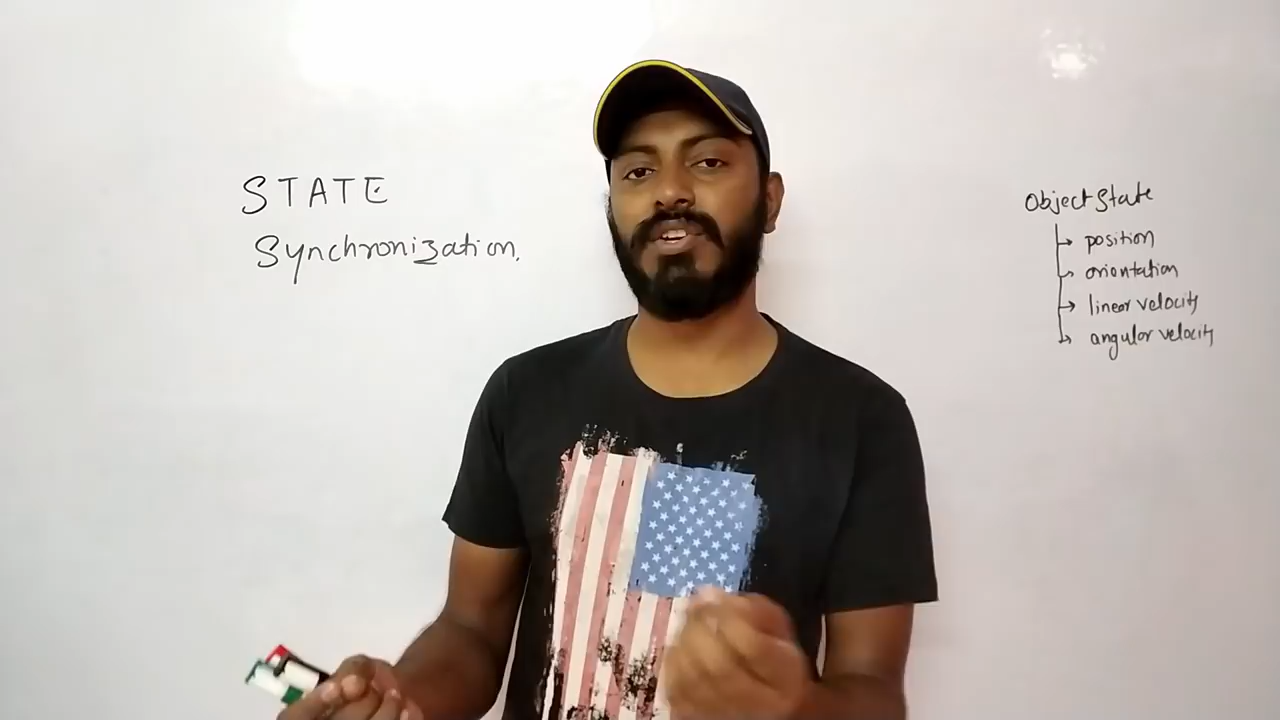 STATE
Synchronization.
Object State
position
orientation
linear velocity
angular velocity